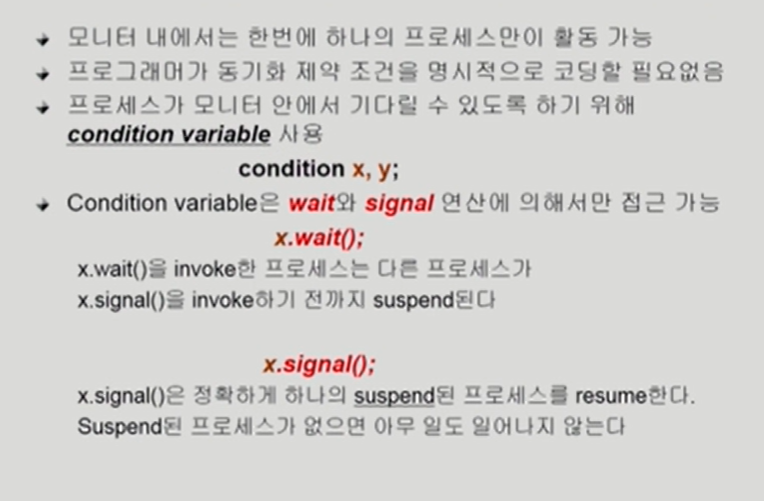 모니터 내에서는 한번에 하나의 프로세스만이 활동 가능
프로그래머가 동기화 제약 조건을 명시적으로 코딩할 필요없음
프로세스가 모니터 안에서 기다릴 수 있도록 하기 위해
condition variable 사용
condition x, y;
Condition variable은 wait와 signal 연산에 의해서만 접근 가능
x.wait();
x.wait()을 invoke한 프로세스는 다른 프로세스가
x.signal()을 invoke하기 전까지 suspend된다
x.signal();
x.signal()은 정확하게 하나의 suspend된 프로세스를 resume한다.
Suspend된 프로세스가 없으면 아무 일도 일어나지 않는다